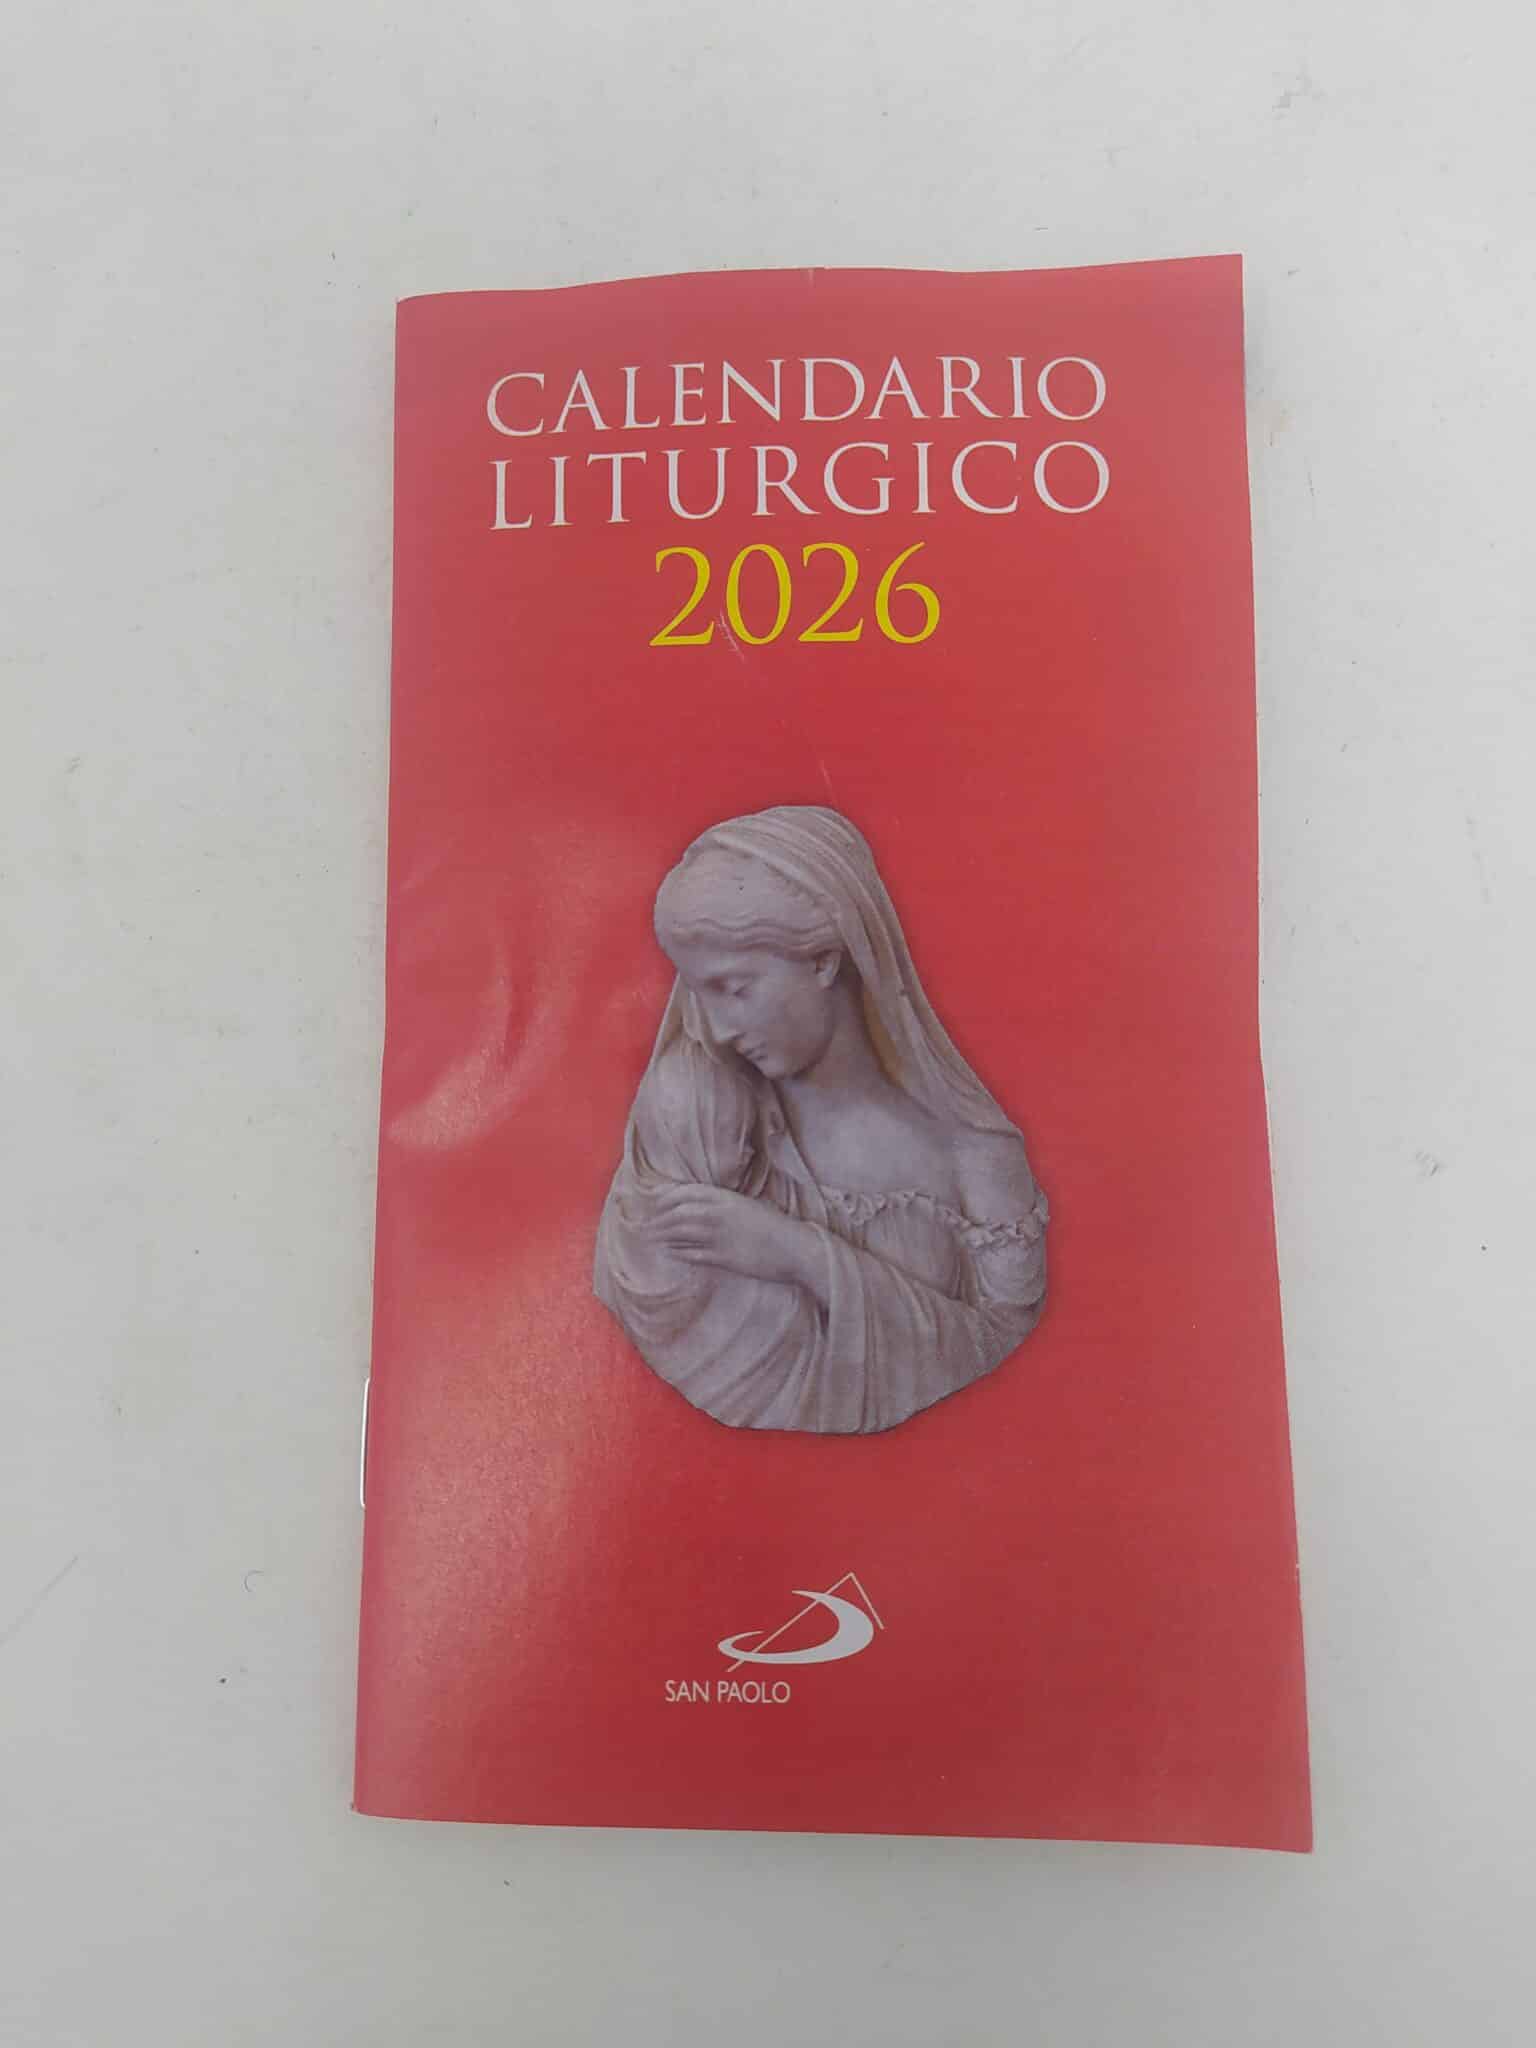 CALENDARIO
LITURGICO
2026
SAN PAOLO